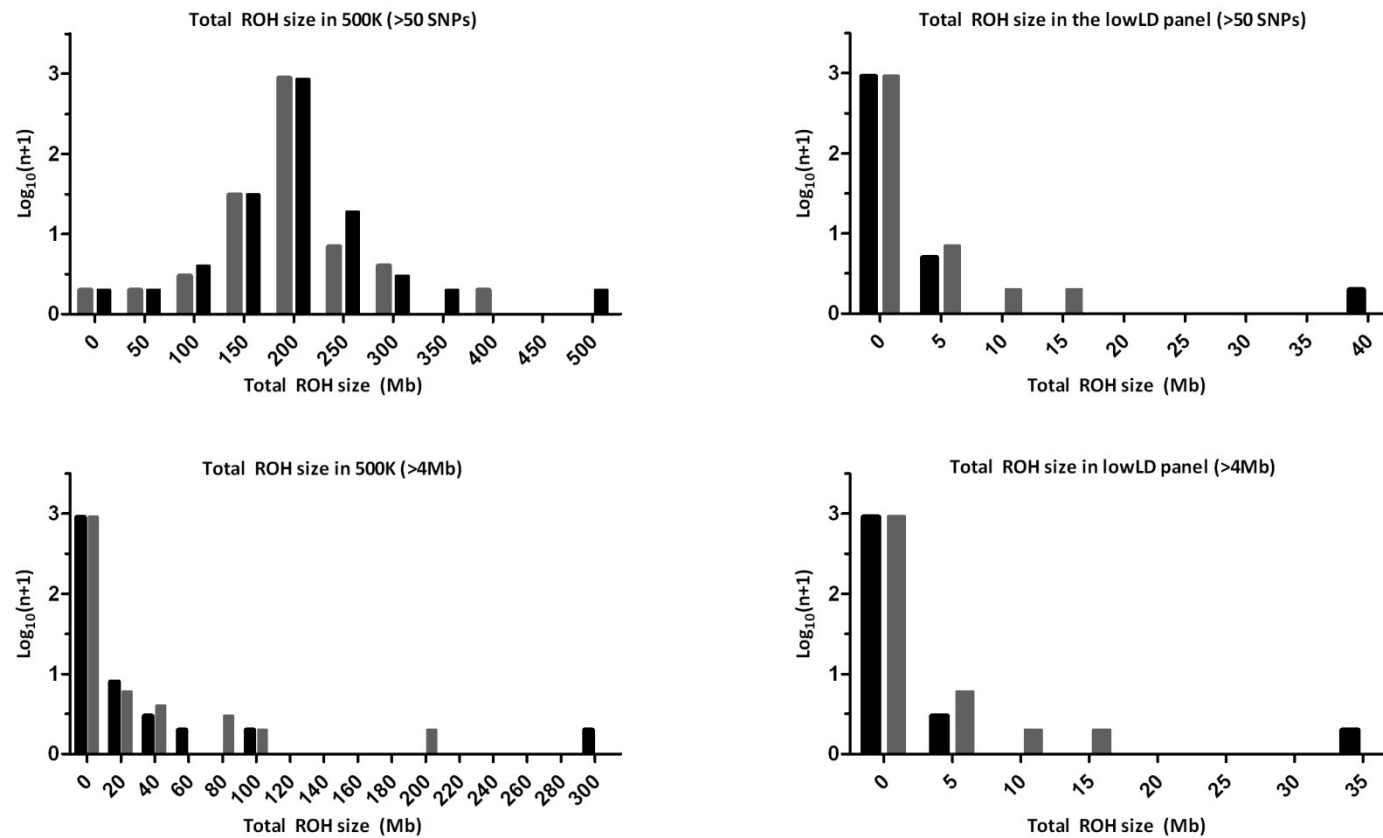 Total ROH size in 500K (>50 SNPs)
Log10(n+1)
3
2
1
0
0 50 100 150 200 250 300 350 400 450 500
Total ROH size (Mb)
Total ROH size in the lowLD panel (>50 SNPs)
Log10(n+1)
3
2
1
0
0 5 10 15 20 25 30 35 40
Total ROH size (Mb)
Total ROH size in 500K (>4Mb)
Log10(n+1)
3
2
1
0
0 20 40 60 80 100 120 140 160 180 200 220 240 260 280 300
Total ROH size (Mb)
Total ROH size in lowLD panel (>4Mb)
Log10(n+1)
3
2
1
0
0 5 10 15 20 25 30 35
Total ROH size (Mb)